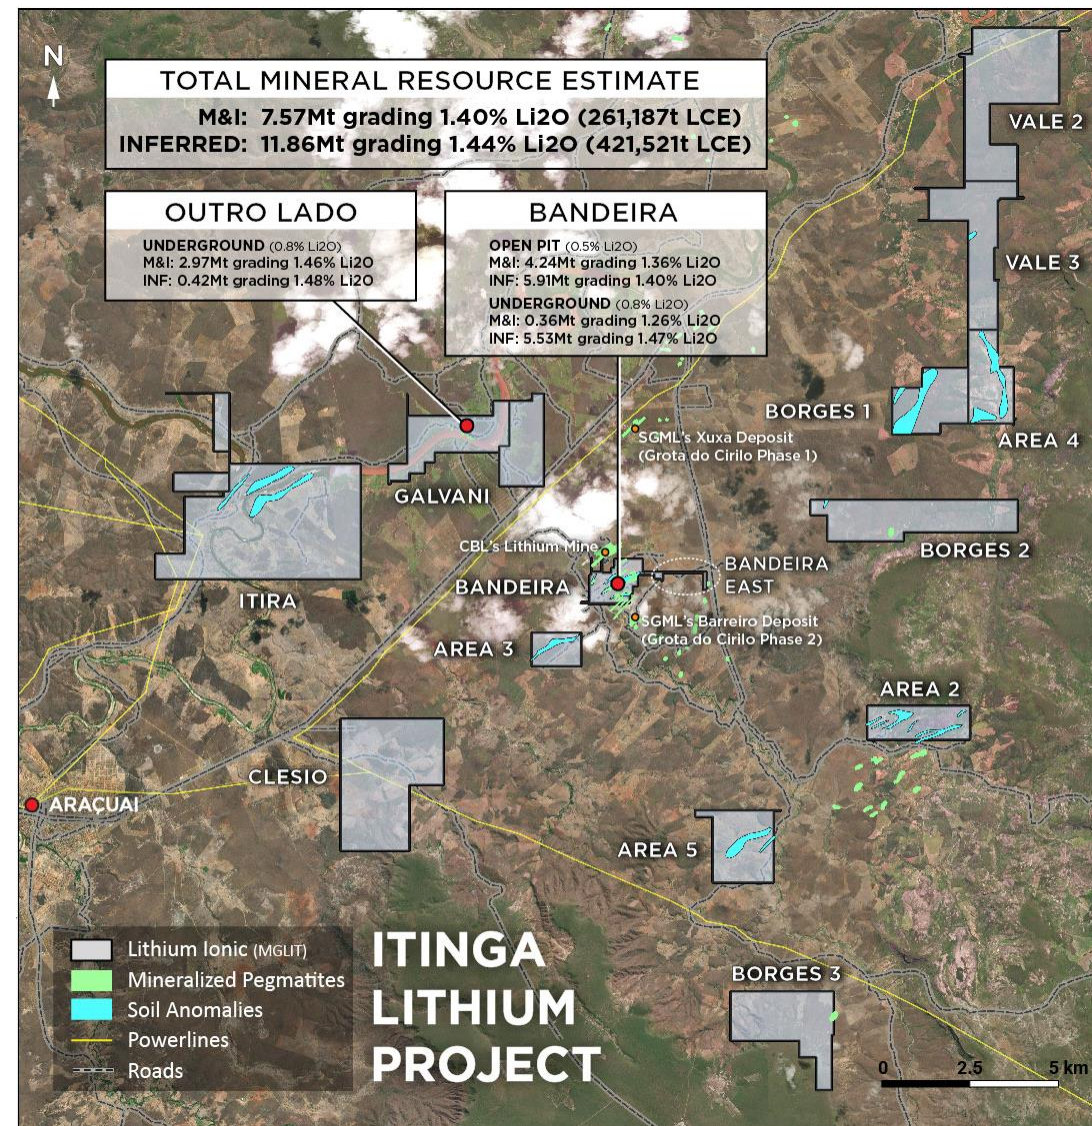 N
TOTAL MINERAL RESOURCE ESTIMATE
M&I: 7.57Mt grading 1.40% Li2O (261,187t LCE)
INFERRED: 11.86Mt grading 1.44% Li2O (421,521t LCE)
OUTRO LADO
UNDERGROUND (0.8% Li2O)
M&I: 2.97Mt grading 1.46% Li2O
INF: 0.42Mt grading 1.48% Li2O
BANDEIRA
OPEN PIT (0.5% Li2O)
M&I: 4.24Mt grading 1.36% Li2O
INF: 5.91Mt grading 1.40% Li2O
UNDERGROUND (0.8% Li2O)
M&I: 0.36Mt grading 1.26% Li2O
INF: 5.53Mt grading 1.47% Li2O
VALE 2
VALE 3
BORGES 1
AREA 4
SGML's Xuxa Deposit
(Grota do Cirilo Phase 1)
GALVANI
BORGES 2
CBL's Lithium Mine
BANDEIRA
BANDEIRA
EAST
ITIRA
SGML's Barreiro Deposit
(Grota do Cirilo Phase 2)
AREA 3
AREA 2
CLESIO
ARAÇUAI
AREA 5
ITINGA
LITHIUM
PROJECT
Lithium Ionic (MGLIT)
Mineralized Pegmatites
Soil Anomalies
Powerlines
Roads
BORGES 3
0 2.5 5 km